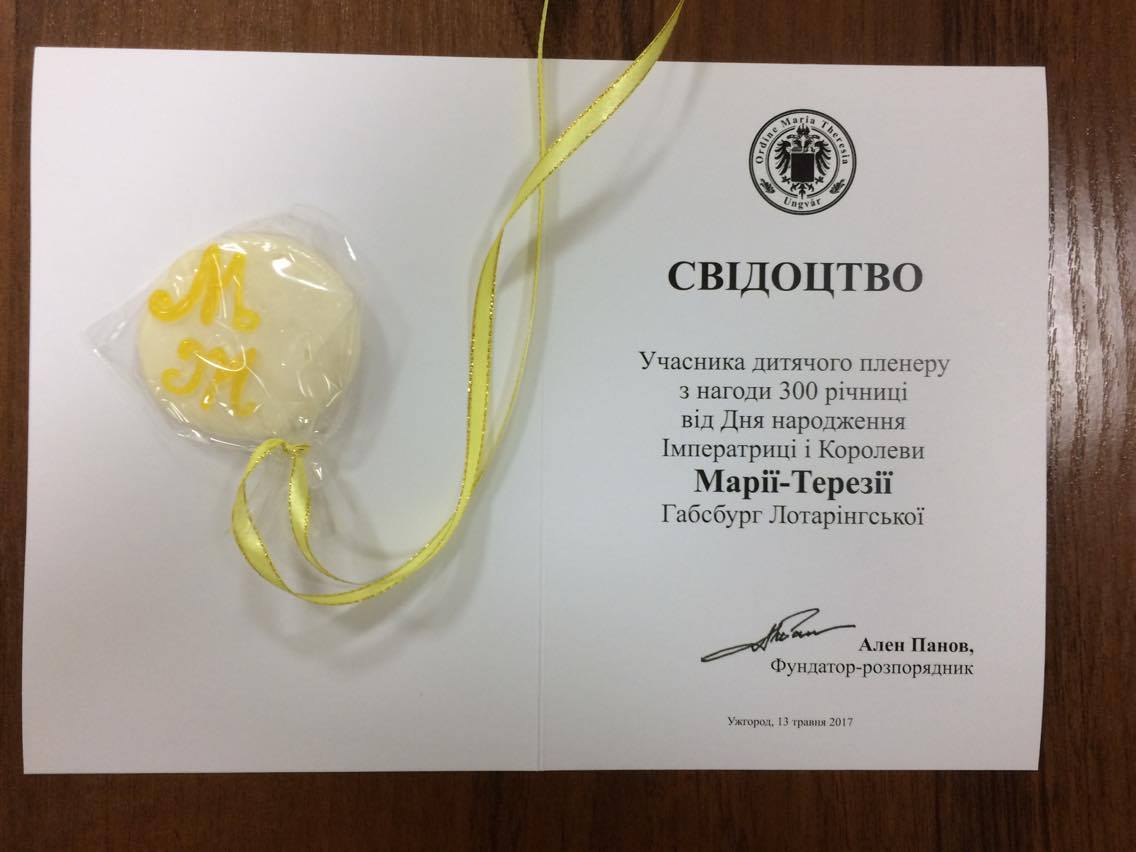 М
М
Ordine Maria Theresia
Ungvár
СВІДОЦТВО
Учасника дитячого пленеру
з нагоди 300 річниці
від Дня народження
Імператриці і Королеви
Марії-Терезії
Габсбург Лотарінгської
Ален Панов,
Фундатор-розпорядник
Ужгород, 13 травня 2017